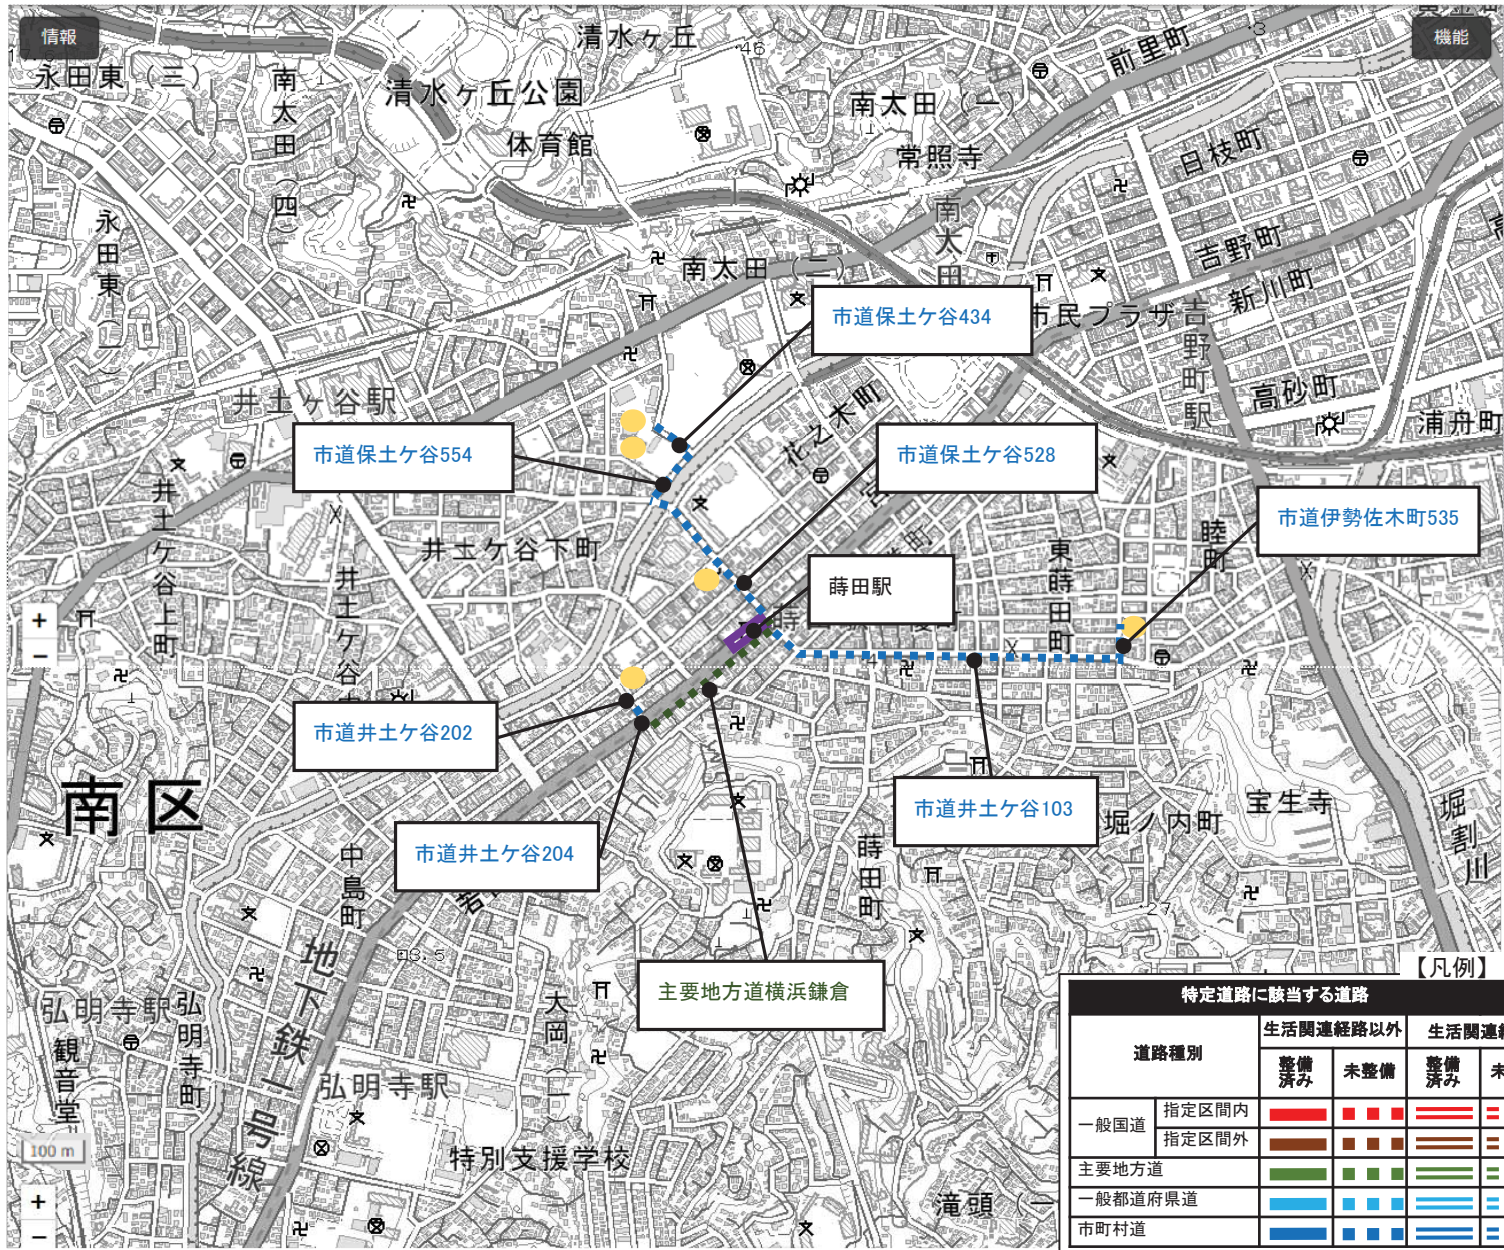 情報
機能
清水ヶ丘
・46
・3
前里町
永田東（三）
南太田（四）
清水ヶ丘公園
南太田（一）
体育館
常照寺
日枝町
永田東（二）
南太田
南太田（二）
吉野町
新川町
市民プラザ
吉野町駅
市道保土ケ谷434
井土ヶ谷駅
高砂町
浦舟町
花之木町
市道保土ケ谷554
市道保土ケ谷528
市道伊勢佐木町535
井土ケ谷上町
井土ケ谷下町
睦町
東蒔田町
蒔田駅
+
−
市道井土ケ谷202
南区
市道井土ケ谷103
堀ノ内町
宝生寺
堀割川
市道井土ケ谷204
中島町
蒔田町
・27
8.5
地下鉄一号線
主要地方道横浜鎌倉
弘明寺駅
弘明寺町
観音堂
大岡（一）
弘明寺駅
特別支援学校
滝頭（一
100 m
+
−
【凡例】
特定道路に該当する道路
道路種別
生活関連経路以外
生活関連
整備済み
未整備
整備済み
未
一般国道
指定区間内
指定区間外
主要地方道
一般都道府県道
市町村道